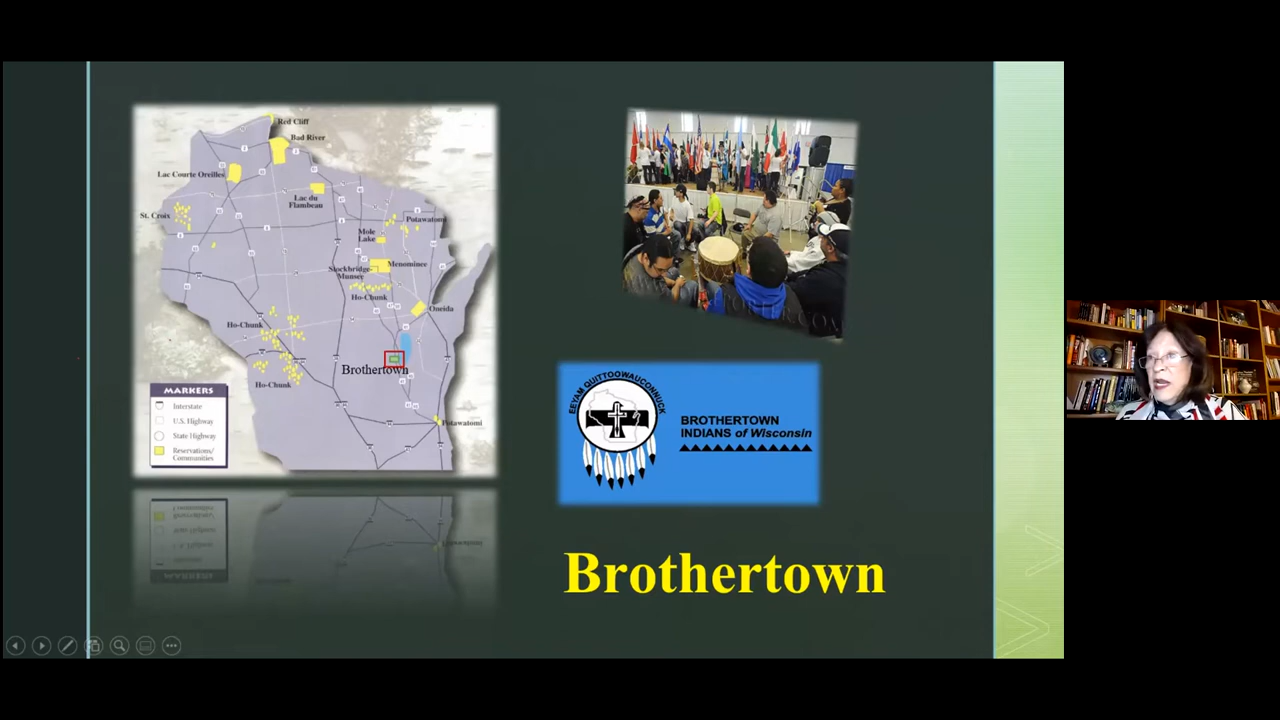 Red Cliff
Bad River
Lac Courte Oreilles
Lac du
Flambeau
St. Croix
Potawatomi
Mole
Lake
Stockbridge-
Munsee
Menominee
Ho-Chunk
Oneida
Ho-Chunk
Brothertown
Ho-Chunk
Potawatomi
MARKERS
Interstate
U.S. Highway
State Highway
Reservations/
Communities
EEYAM QUITTOOWAUCONNUCK
BROTHERTOWN
INDIANS of Wisconsin
Brothertown